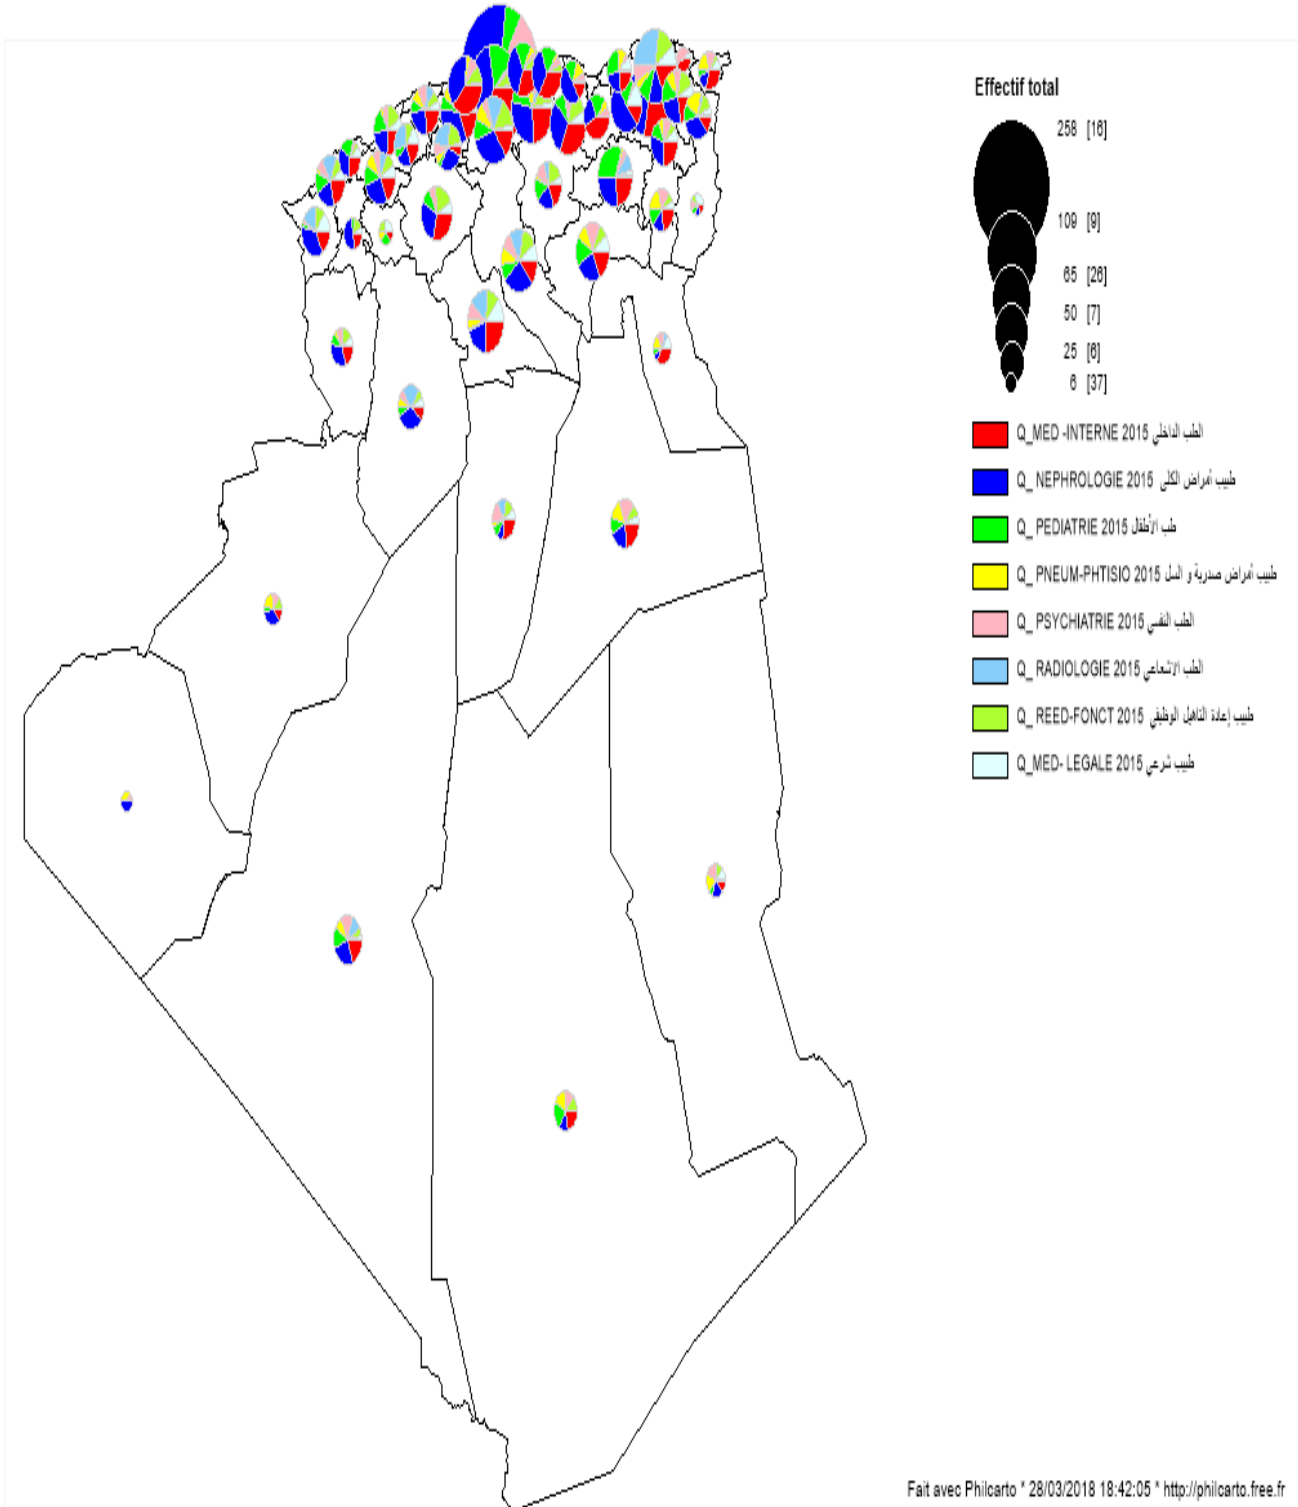 Effectif total
258 [16]
109 [9]
65 [26]
50 [7]
25 [6]
6 [37]
Q_MED -INTERNE 2015 الطب الداخلي
Q_ NEPHROLOGIE 2015 طبيب أمراض الكلى
Q_ PEDIATRIE 2015 طب الأطفال
Q_ PNEUM-PHTISIO 2015 طبيب أمراض صدرية و السل
Q_ PSYCHIATRIE 2015 الطب النفسي
Q_ RADIOLOGIE 2015 الطب الاشعاعي
Q_ REED-FONCT 2015 طبيب إعادة التاهيل الوظيفي
Q_MED- LEGALE 2015 طبيب شرعي
Fait avec Philcarto * 28/03/2018 18:42:05 * http://philcarto.free.fr